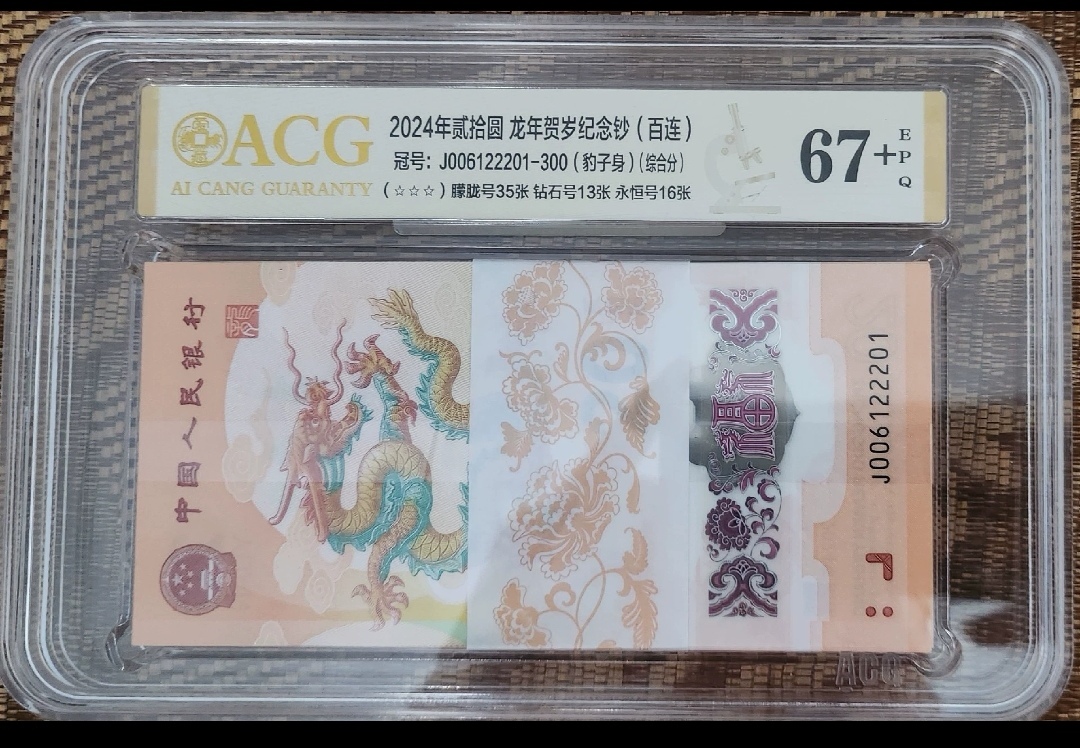 ACG
AI CANG GUARANTY
2024年贰拾圆 龙年贺岁纪念钞（百连）
冠号：J006122201-300（豹子身）（综合分）
（☆☆☆）朦胧号35张 钻石号13张 永恒号16张
67+
EPQ
中国人民银行
福
J006122201
ACG